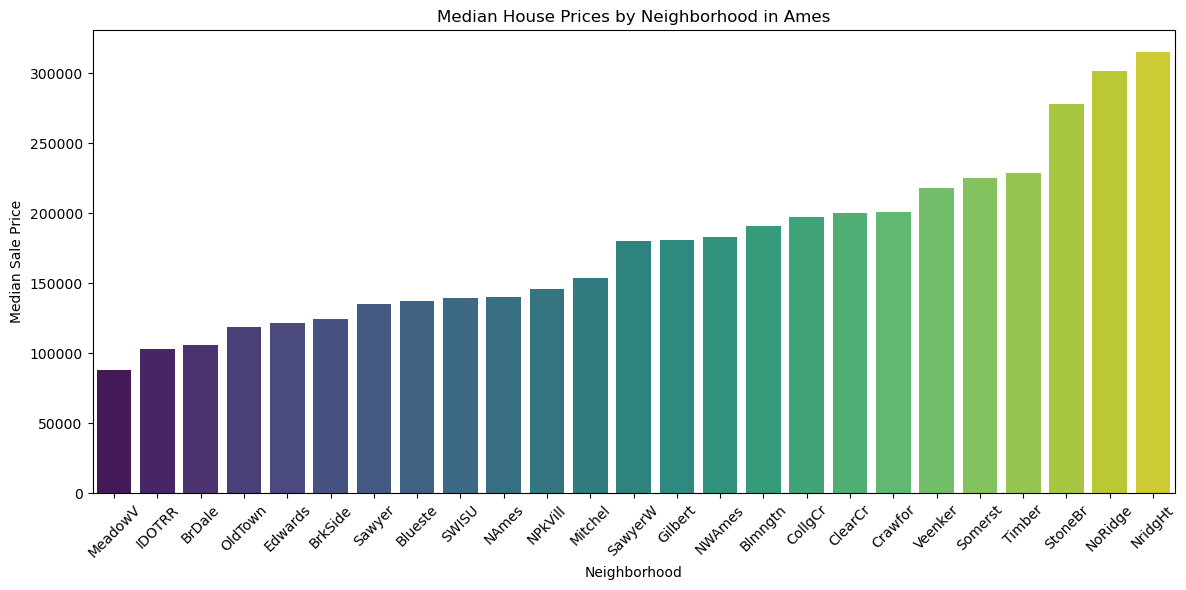 Median House Prices by Neighborhood in Ames
Median Sale Price
300000
250000
200000
150000
100000
50000
0
MeadowV
IDOTRR
BrDale
OldTown
Edwards
BrkSide
Sawyer
Blueste
SWISU
NAmes
NPkVill
Mitchel
SawyerW
Gilbert
NWAmes
Blmngtn
CollgCr
ClearCr
Crawfor
Veenker
Somerst
Timber
StoneBr
NoRidge
NridgHt
Neighborhood